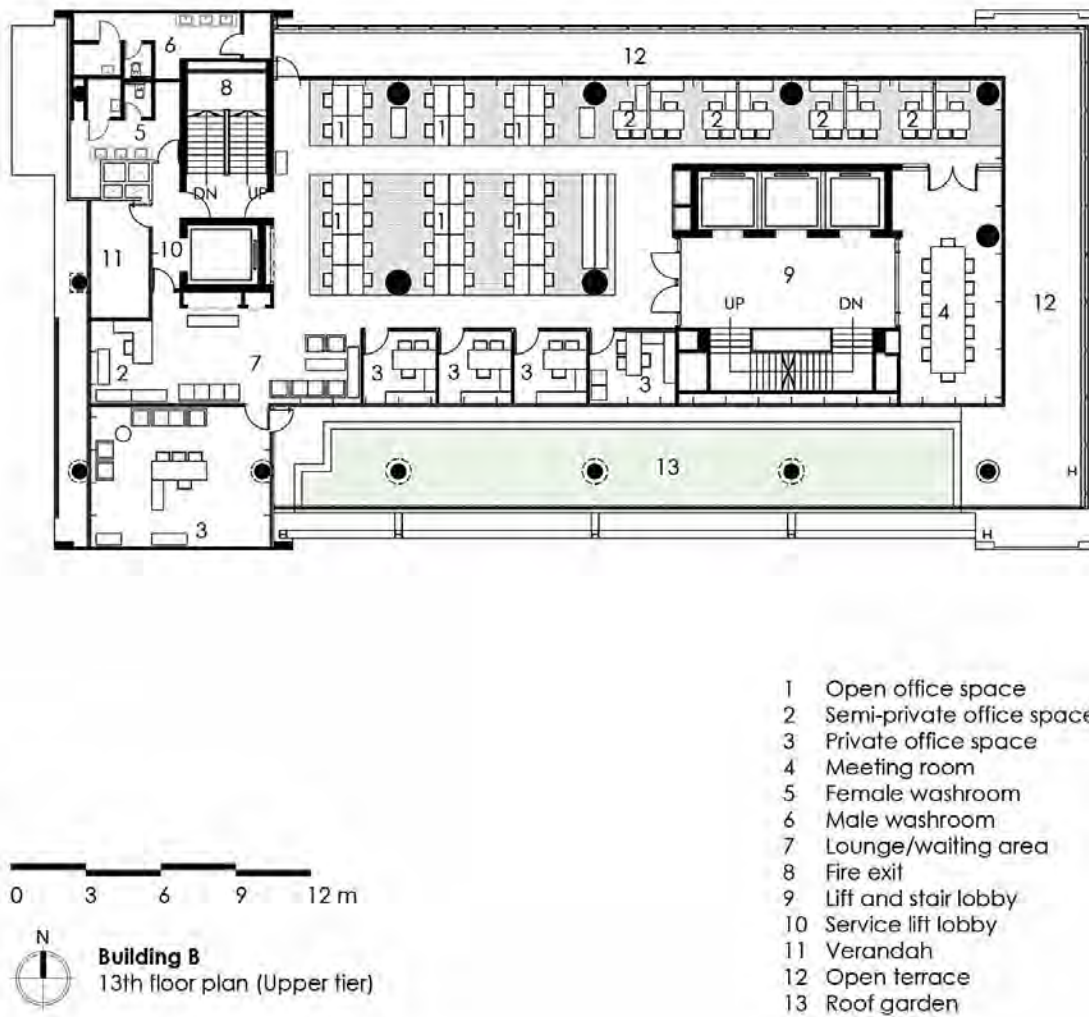 6
12
8
1 1 1 2 2 2 2
5
DN UP
1 1 1
11 10
9
UP DN
4
12
7
2
3 3 3 3
13
3
H
H H H H H
1 Open office space
2 Semi-private office space
3 Private office space
4 Meeting room
5 Female washroom
6 Male washroom
7 Lounge/waiting area
8 Fire exit
9 Lift and stair lobby
10 Service lift lobby
11 Verandah
12 Open terrace
13 Roof garden
0 3 6 9 12 m
N
Building B
13th floor plan (Upper tier)